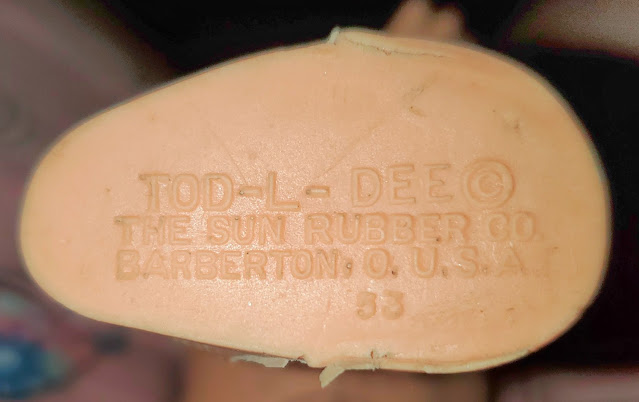 TOD-L-DEE©
THE SUN RUBBER CO.
BARBERTON, O. U.S.A.
53